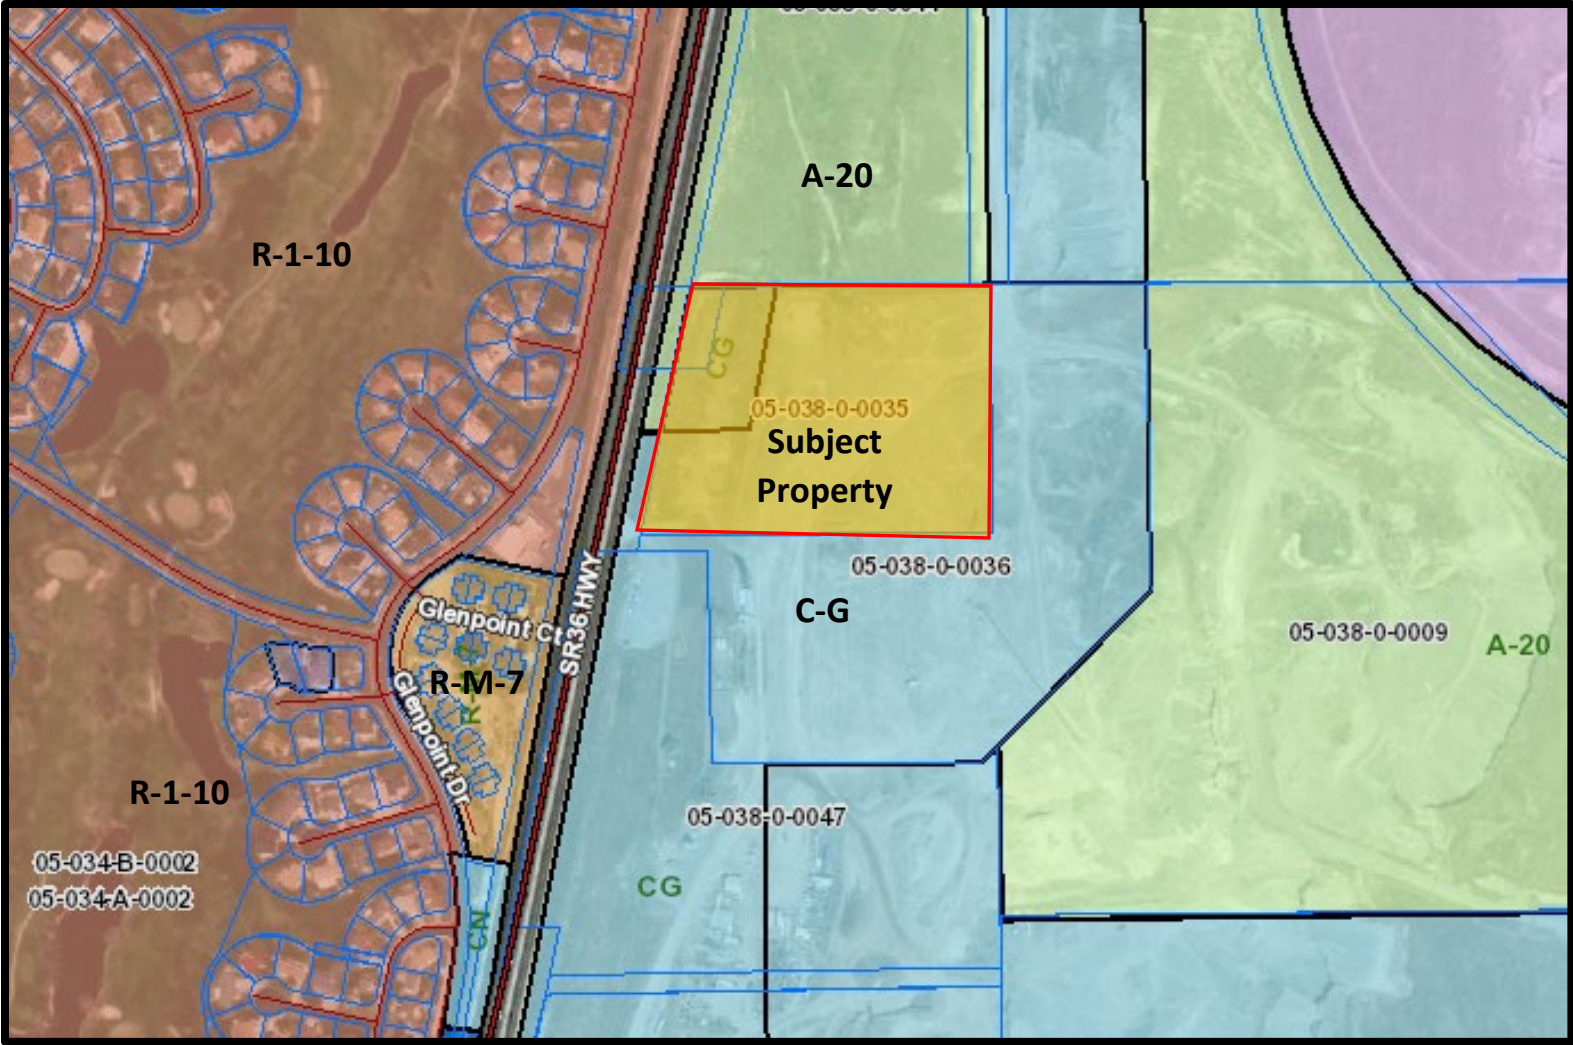 A-20
R-1-10
CG
05-038-0-0035
Subject
Property
05-038-0-0036
C-G
05-038-0-0009
A-20
SR36 HWY
Glenpoint Ct
R-M-7
Glenpoint Dr
R-1-10
05-038-0-0047
CG
05-034-B-0002
05-034-A-0002
CN